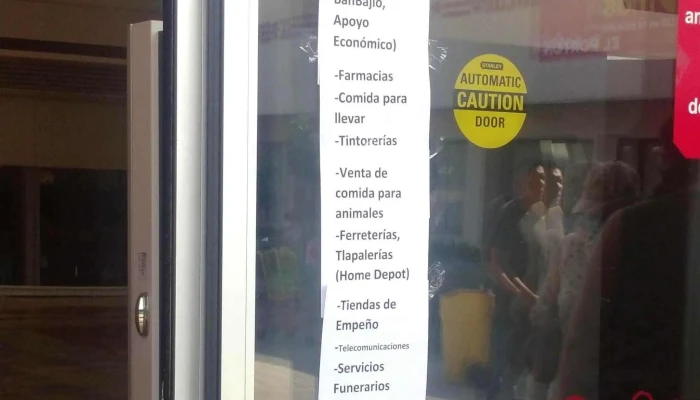 BanBajío,
Apoyo
Económico)
-Farmacias
-Comida para
llevar
-Tintorerías
-Venta de
comida para
animales
-Ferreterías,
Tlapalerías
(Home Depot)
-Tiendas de
Empeño
-Telecomunicaciones
-Servicios
Funerarios
STANLEY
AUTOMATIC
CAUTION
DOOR